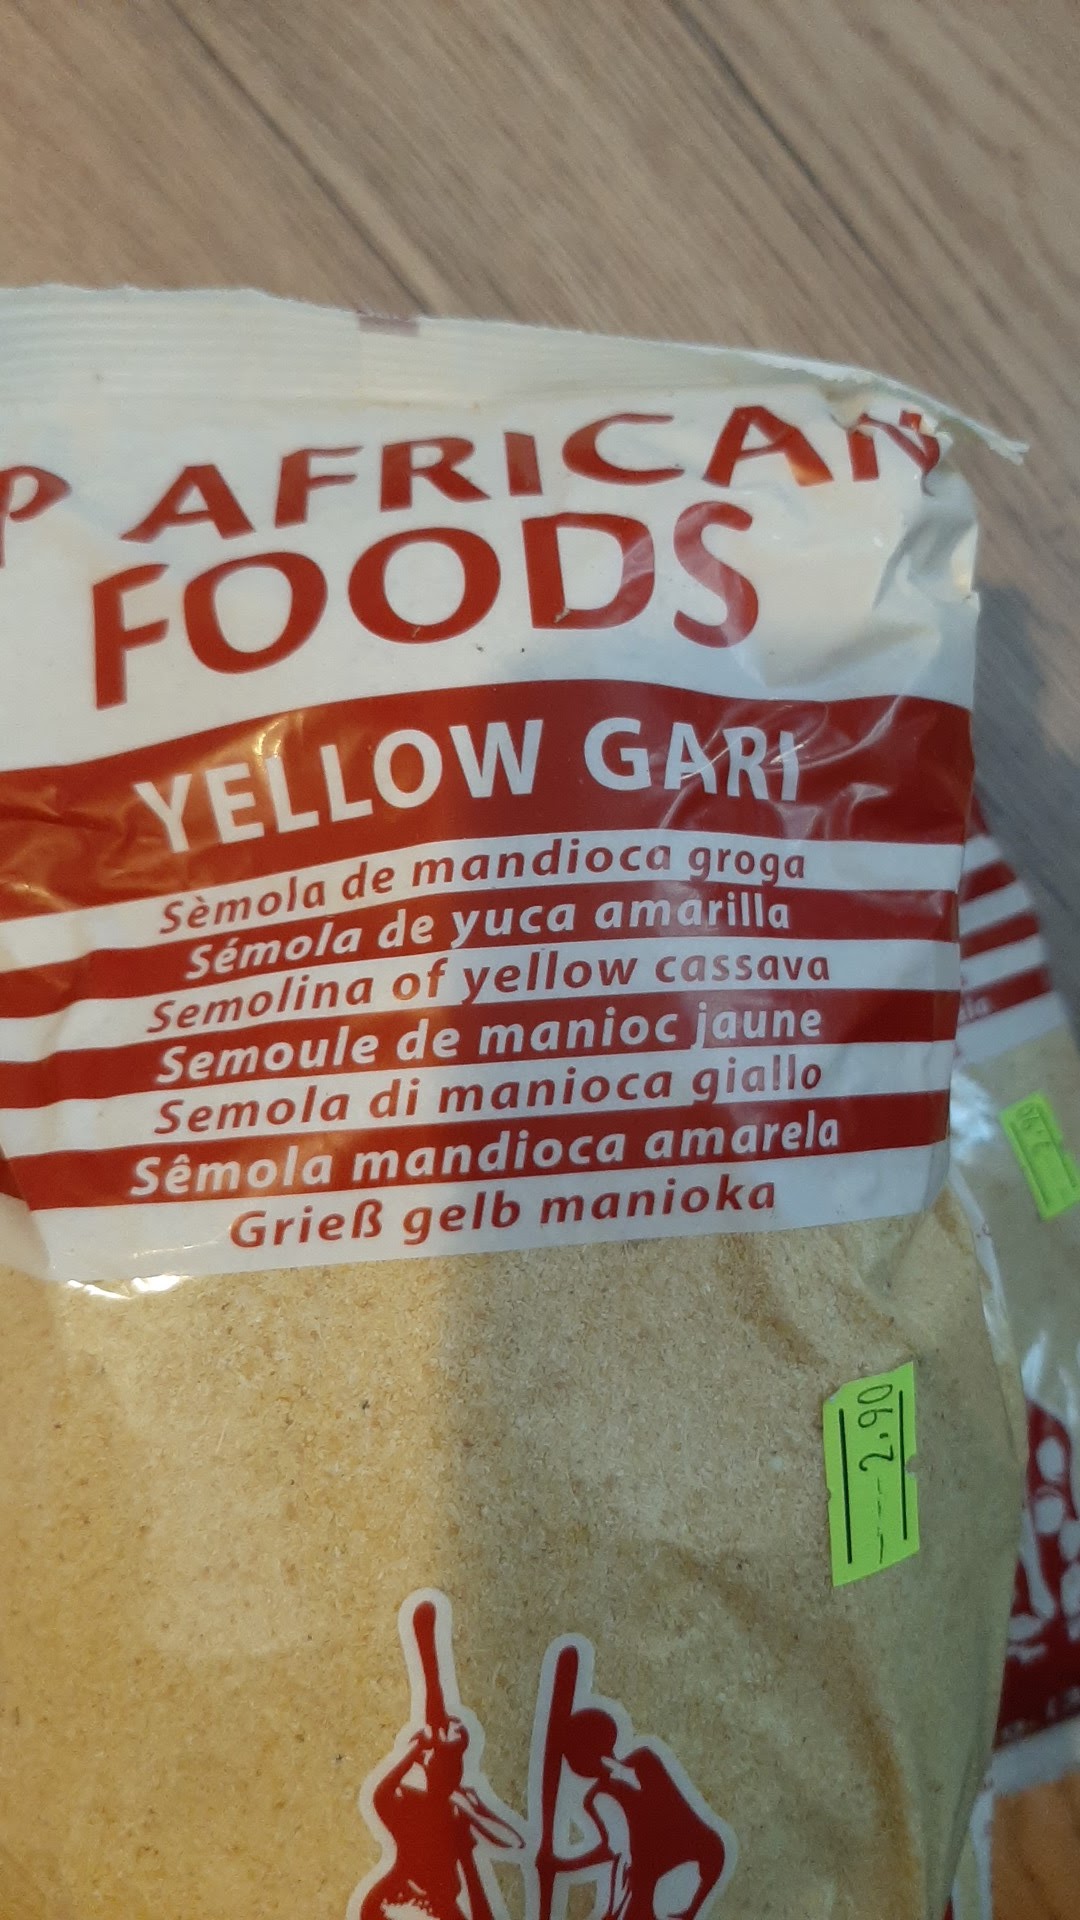 P AFRICAN
FOODS
YELLOW GARI
Sèmola de mandioca groga
Sémola de yuca amarilla
Semolina of yellow cassava
Semoule de manioc jaune
Semola di manioca giallo
Sêmola mandioca amarela
Grieß gelb manioka
2,90